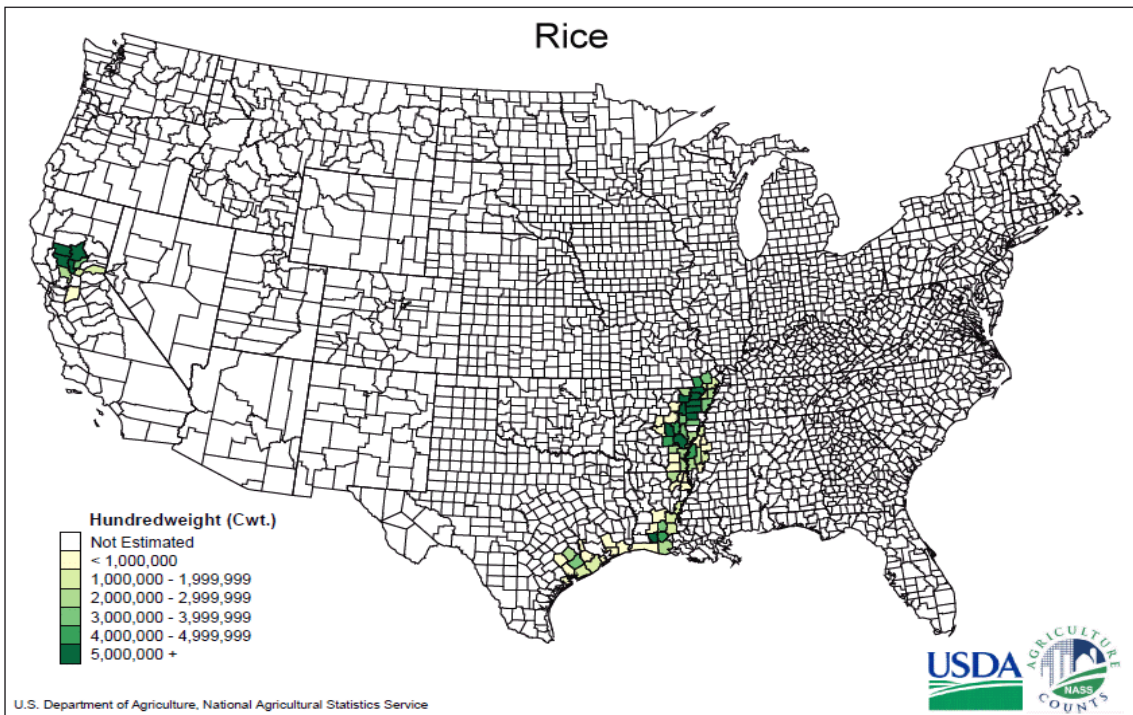 Rice
Hundredweight (Cwt.)
Not Estimated
< 1,000,000
1,000,000 - 1,999,999
2,000,000 - 2,999,999
3,000,000 - 3,999,999
4,000,000 - 4,999,999
5,000,000 +
U.S. Department of Agriculture, National Agricultural Statistics Service
USDA
AGRICULTURE
NASS
COUNTS